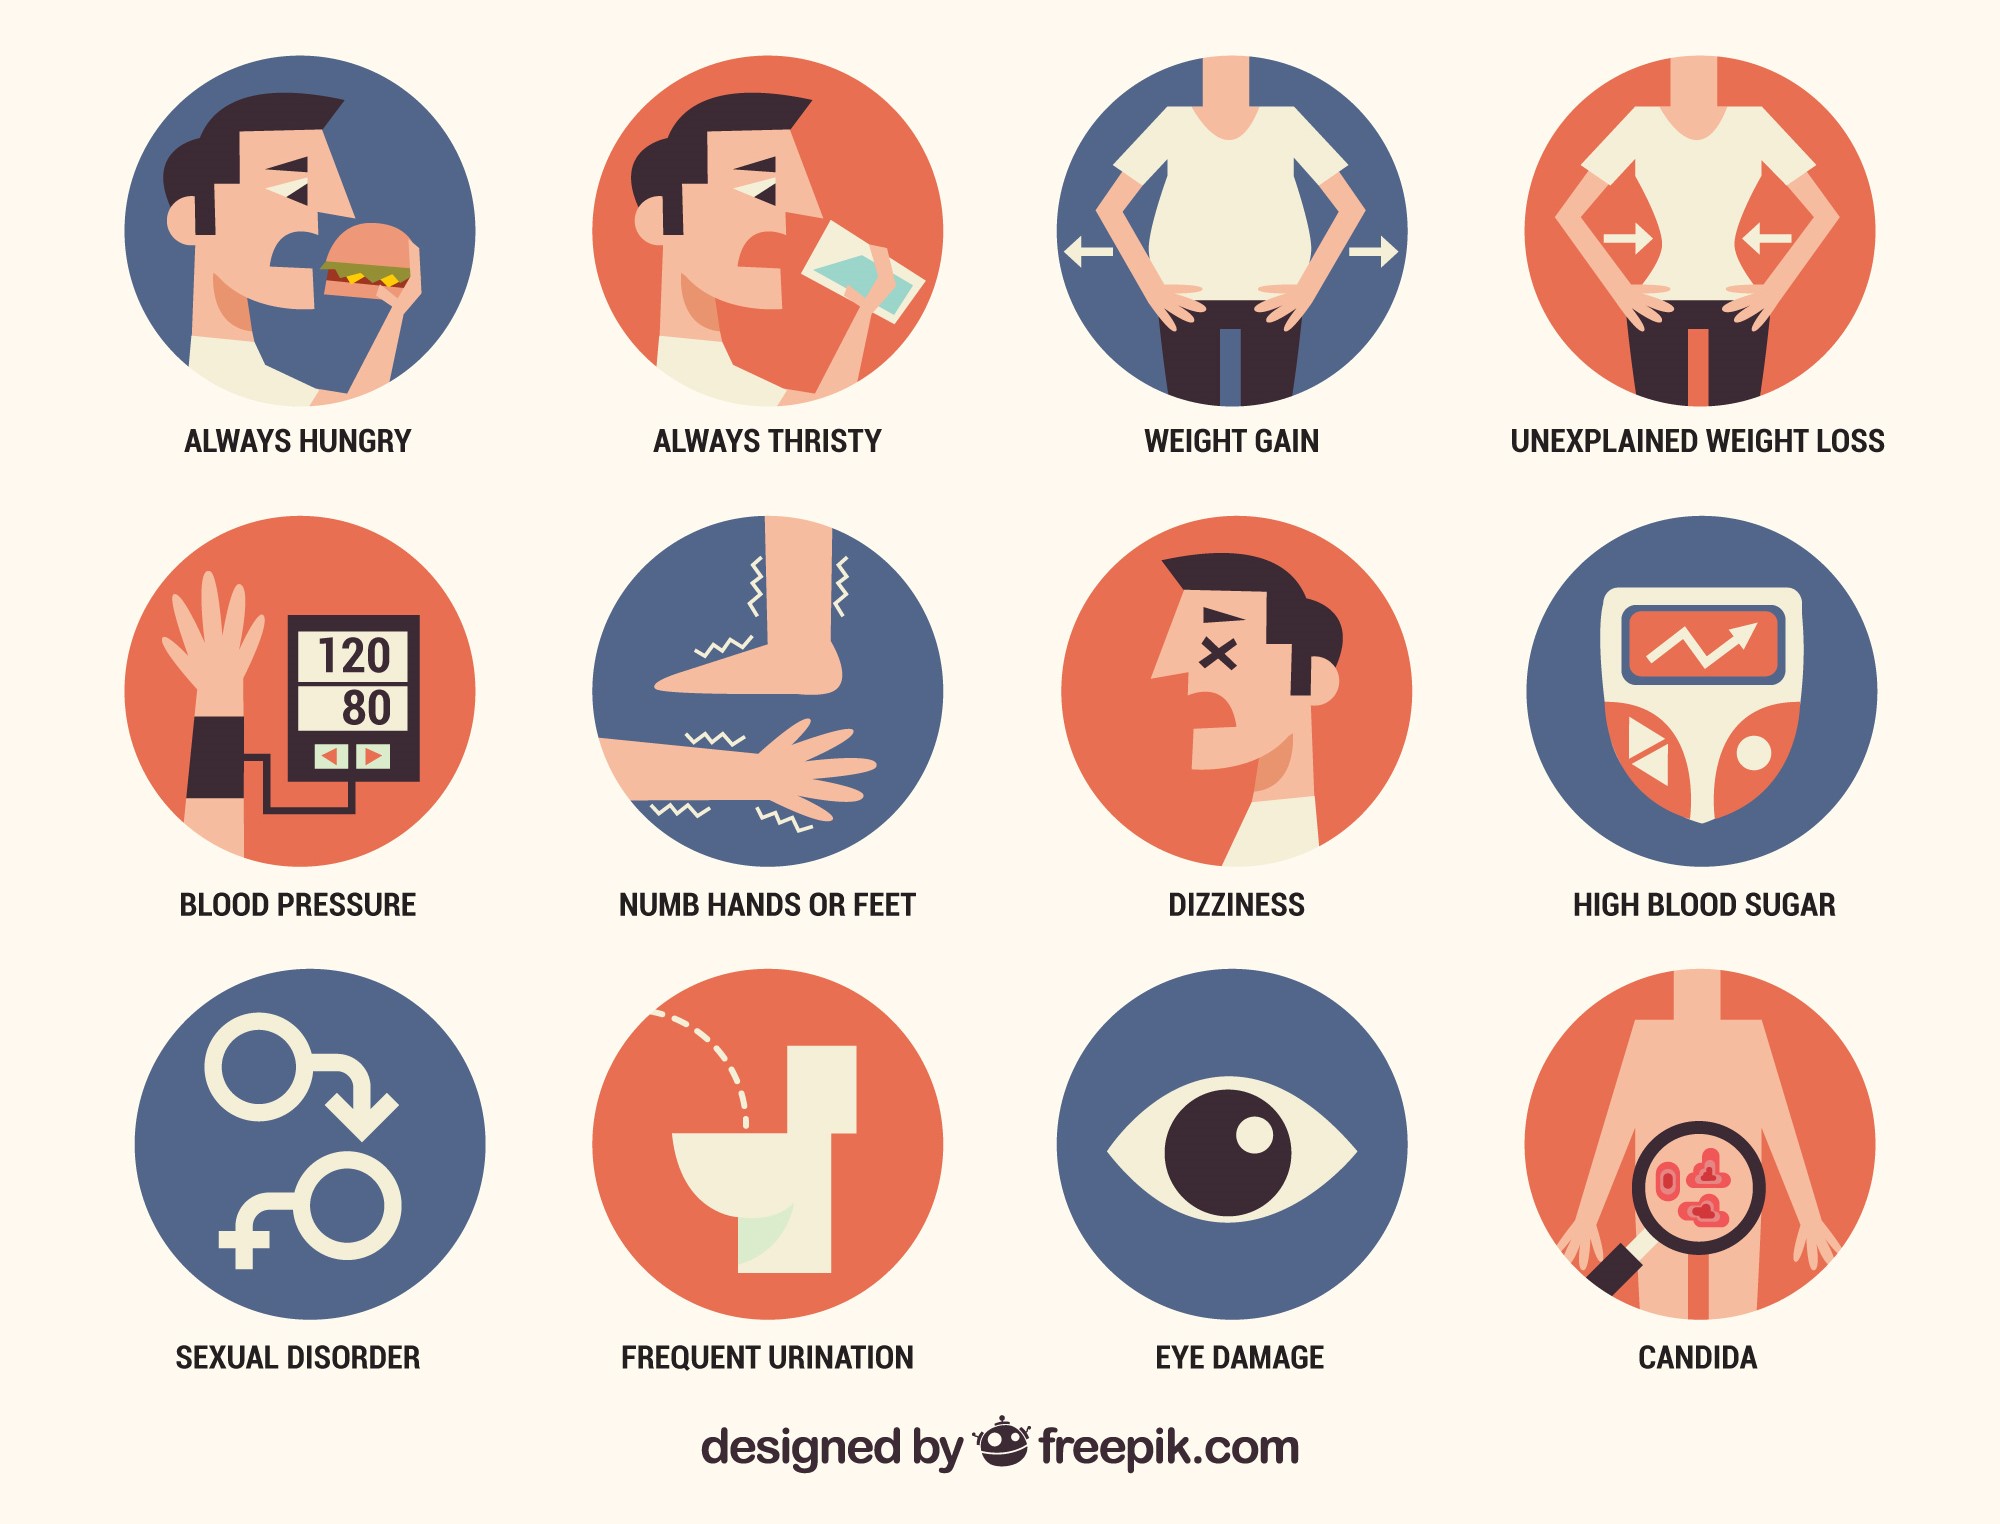 ALWAYS HUNGRY
ALWAYS THRISTY
WEIGHT GAIN
UNEXPLAINED WEIGHT LOSS
120
80
BLOOD PRESSURE
NUMB HANDS OR FEET
DIZZINESS
HIGH BLOOD SUGAR
SEXUAL DISORDER
FREQUENT URINATION
EYE DAMAGE
CANDIDA
designed by freepik.com